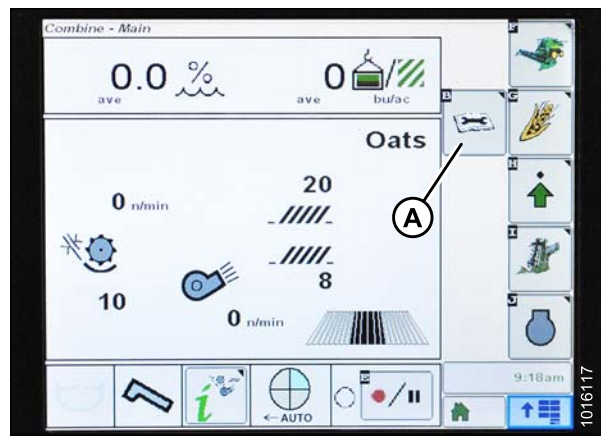 Combine - Main
F
0.0 %
ave
0
ave bu/ac
B
G
Oats
A
H
20
0 n/min
I
8
10
0 n/min
J
9:18am
i
← AUTO
E
1016117